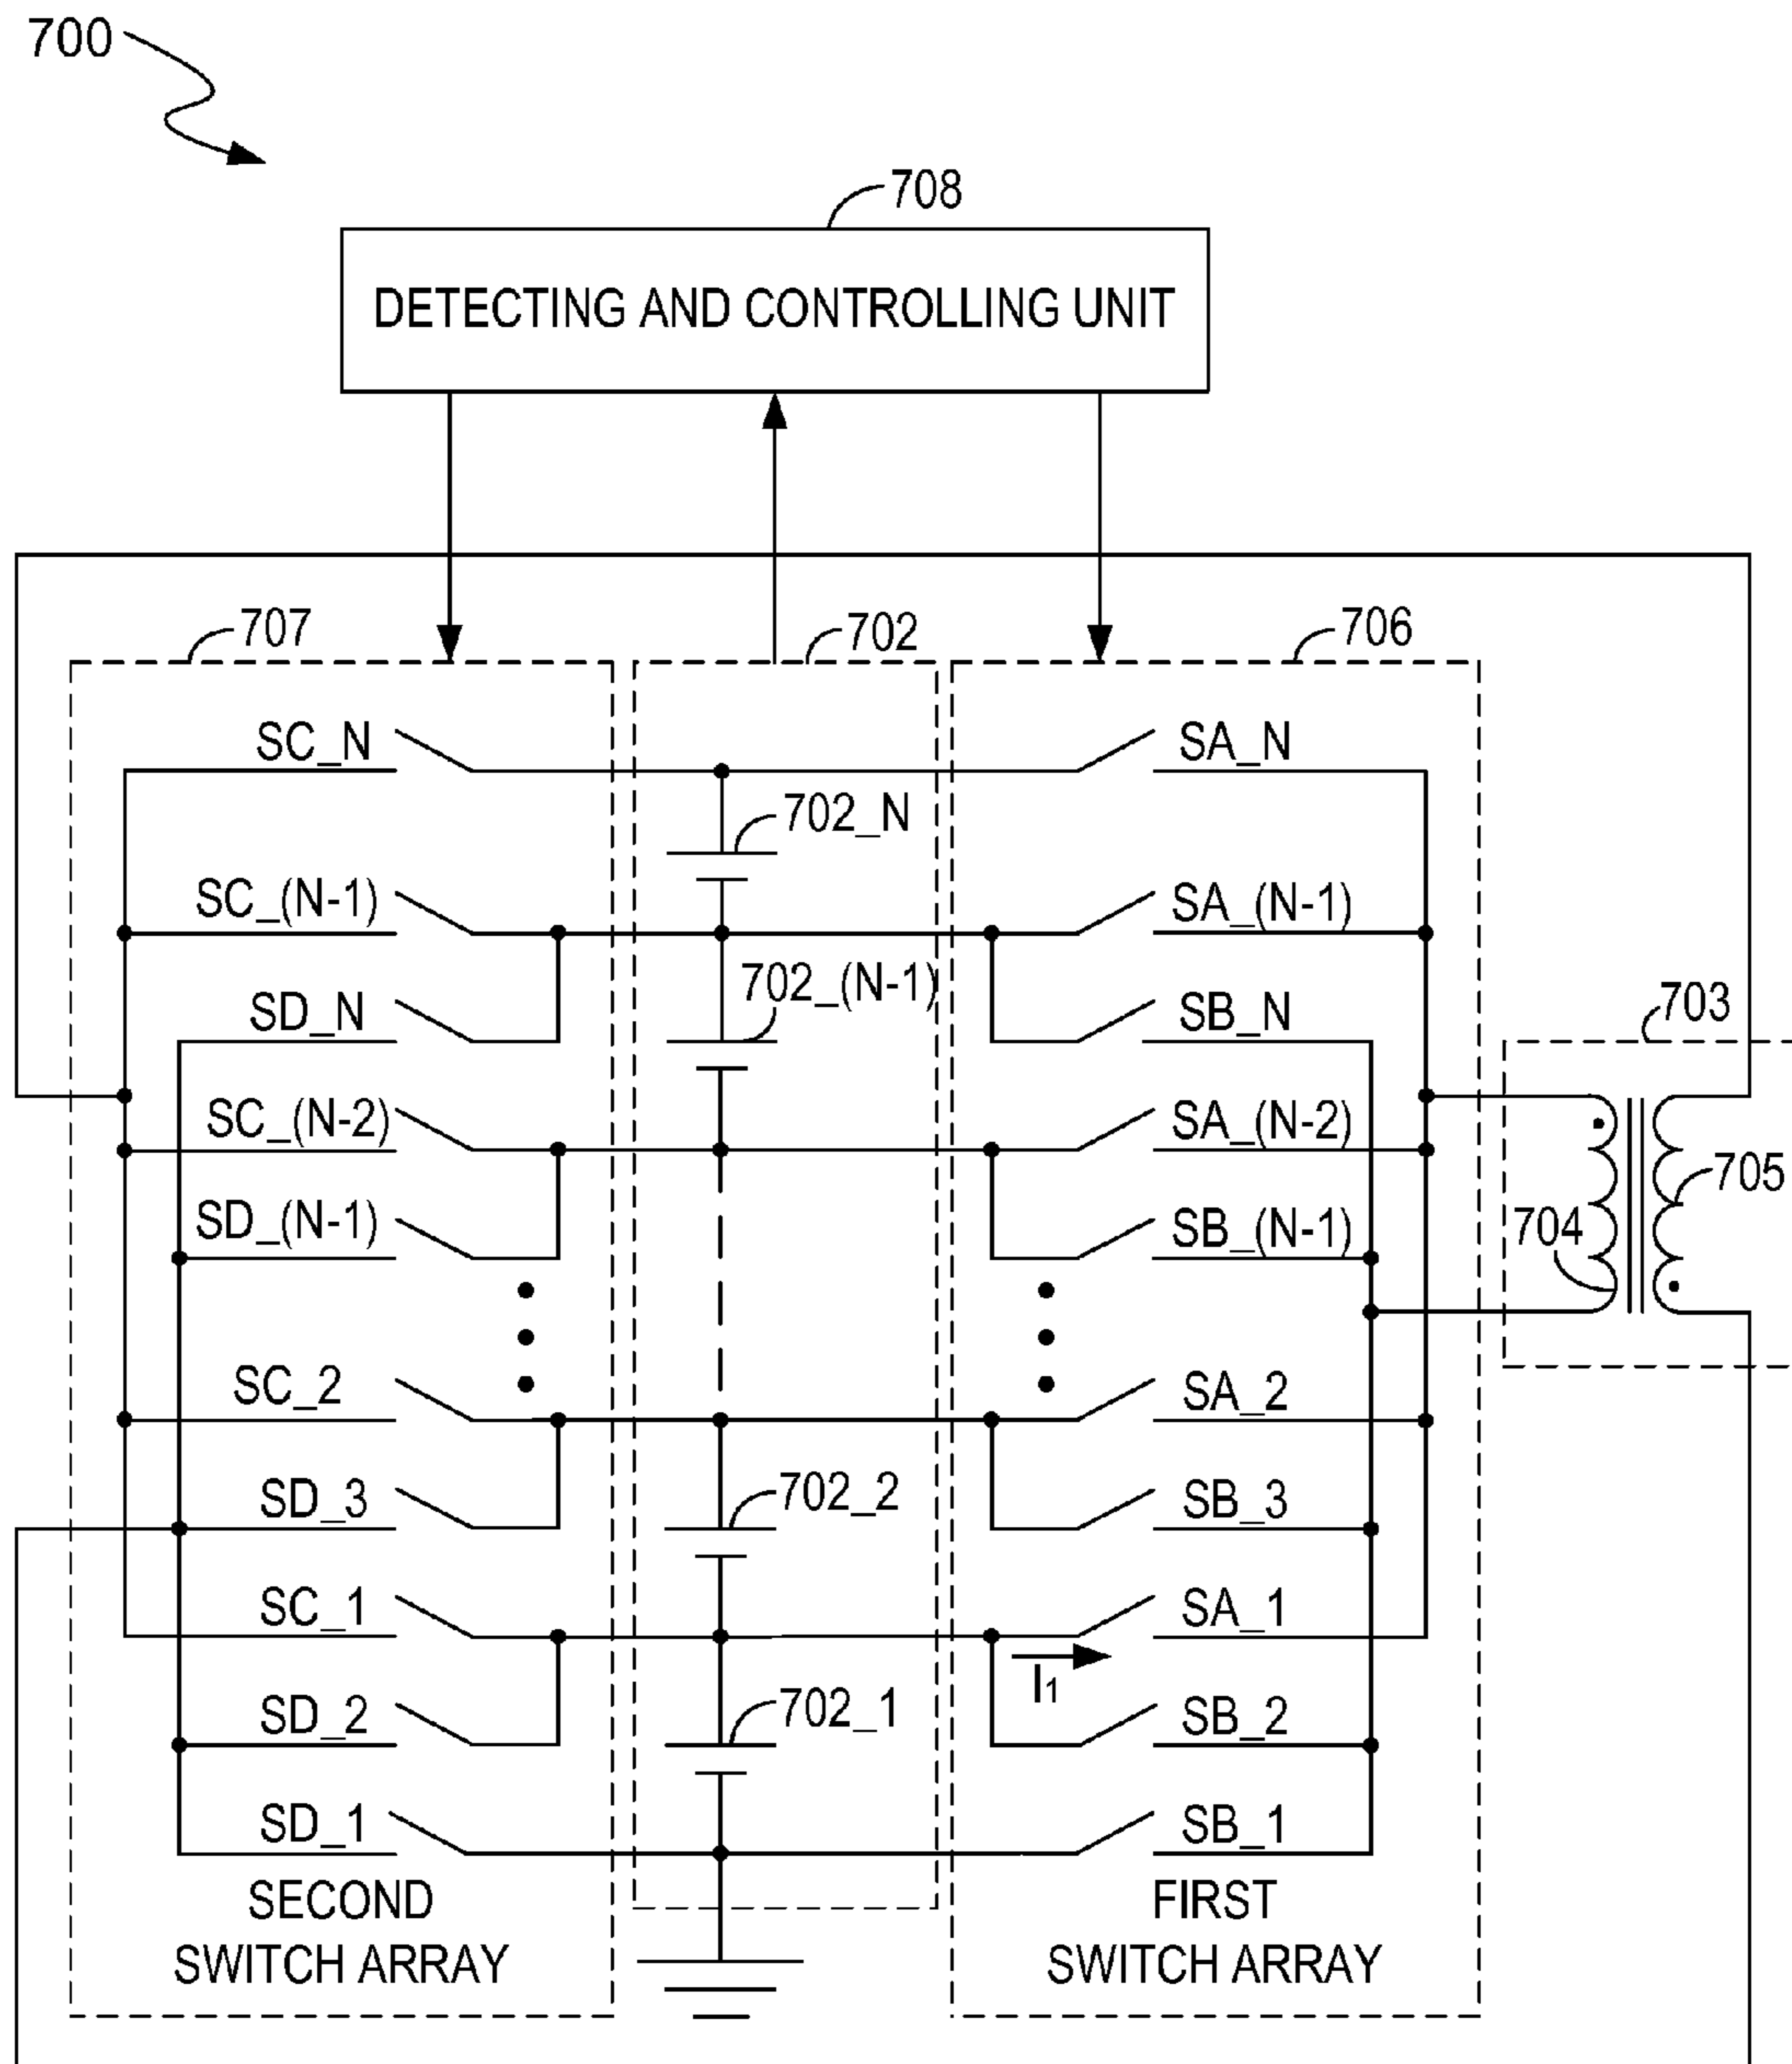 700
708
DETECTING AND CONTROLLING UNIT
707
702
706
SC_N
SA_N
702_N
SC_(N-1)
SA_(N-1)
702_(N-1)
SD_N
SB_N
703
SC_(N-2)
SA_(N-2)
705
SD_(N-1)
SB_(N-1)
704
SC_2
SA_2
702_2
SD_3
SB_3
SC_1
SA_1
I1
702_1
SD_2
SB_2
SD_1
SB_1
SECOND
SWITCH ARRAY
FIRST
SWITCH ARRAY